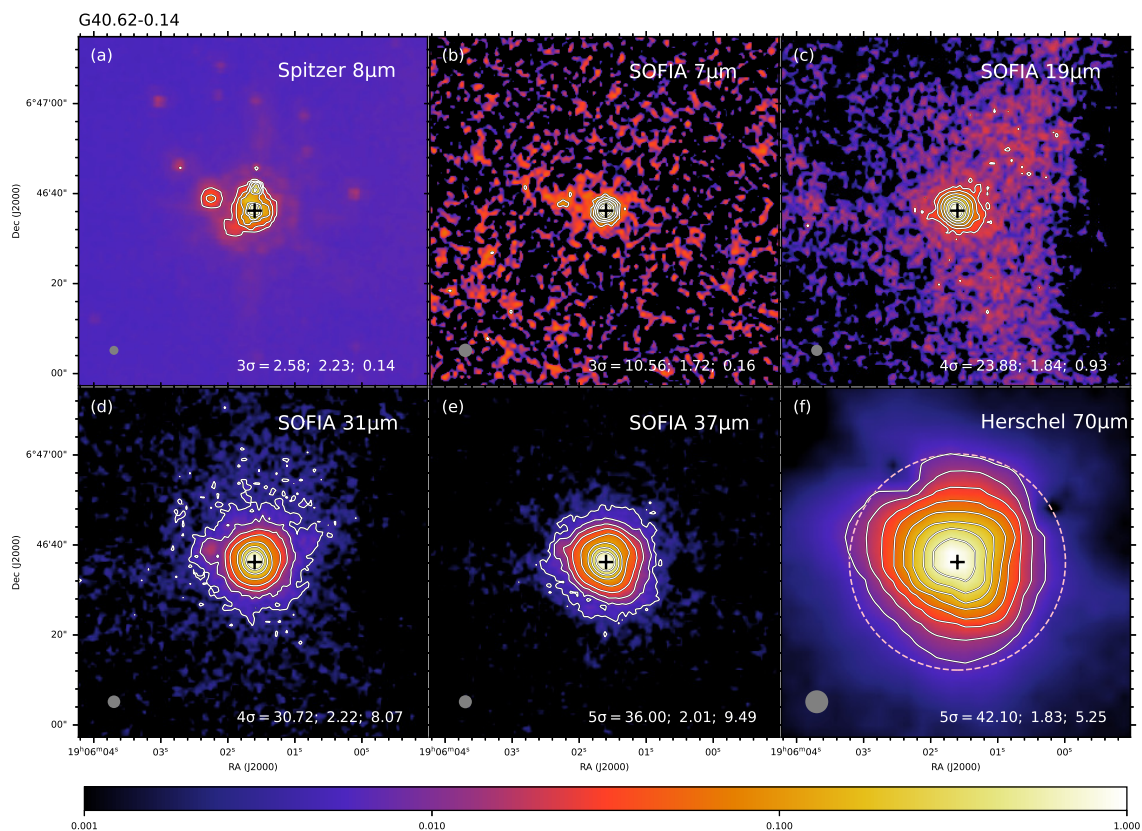 G40.62-0.14
(a)
Spitzer 8μm
3σ = 2.58; 2.23; 0.14
(b)
SOFIA 7μm
3σ = 10.56; 1.72; 0.16
(c)
SOFIA 19μm
4σ = 23.88; 1.84; 0.93
6°47'00"
46'40"
20"
00"
Dec (J2000)
(d)
SOFIA 31μm
4σ = 30.72; 2.22; 8.07
(e)
SOFIA 37μm
5σ = 36.00; 2.01; 9.49
(f)
Herschel 70μm
5σ = 42.10; 1.83; 5.25
6°47'00"
46'40"
20"
00"
Dec (J2000)
19ʰ06ᵐ04ˢ 03ˢ 02ˢ 01ˢ 00ˢ 19ʰ06ᵐ04ˢ 03ˢ 02ˢ 01ˢ 00ˢ 19ʰ06ᵐ04ˢ 03ˢ 02ˢ 01ˢ 00ˢ
RA (J2000) RA (J2000) RA (J2000)
0.001 0.010 0.100 1.000